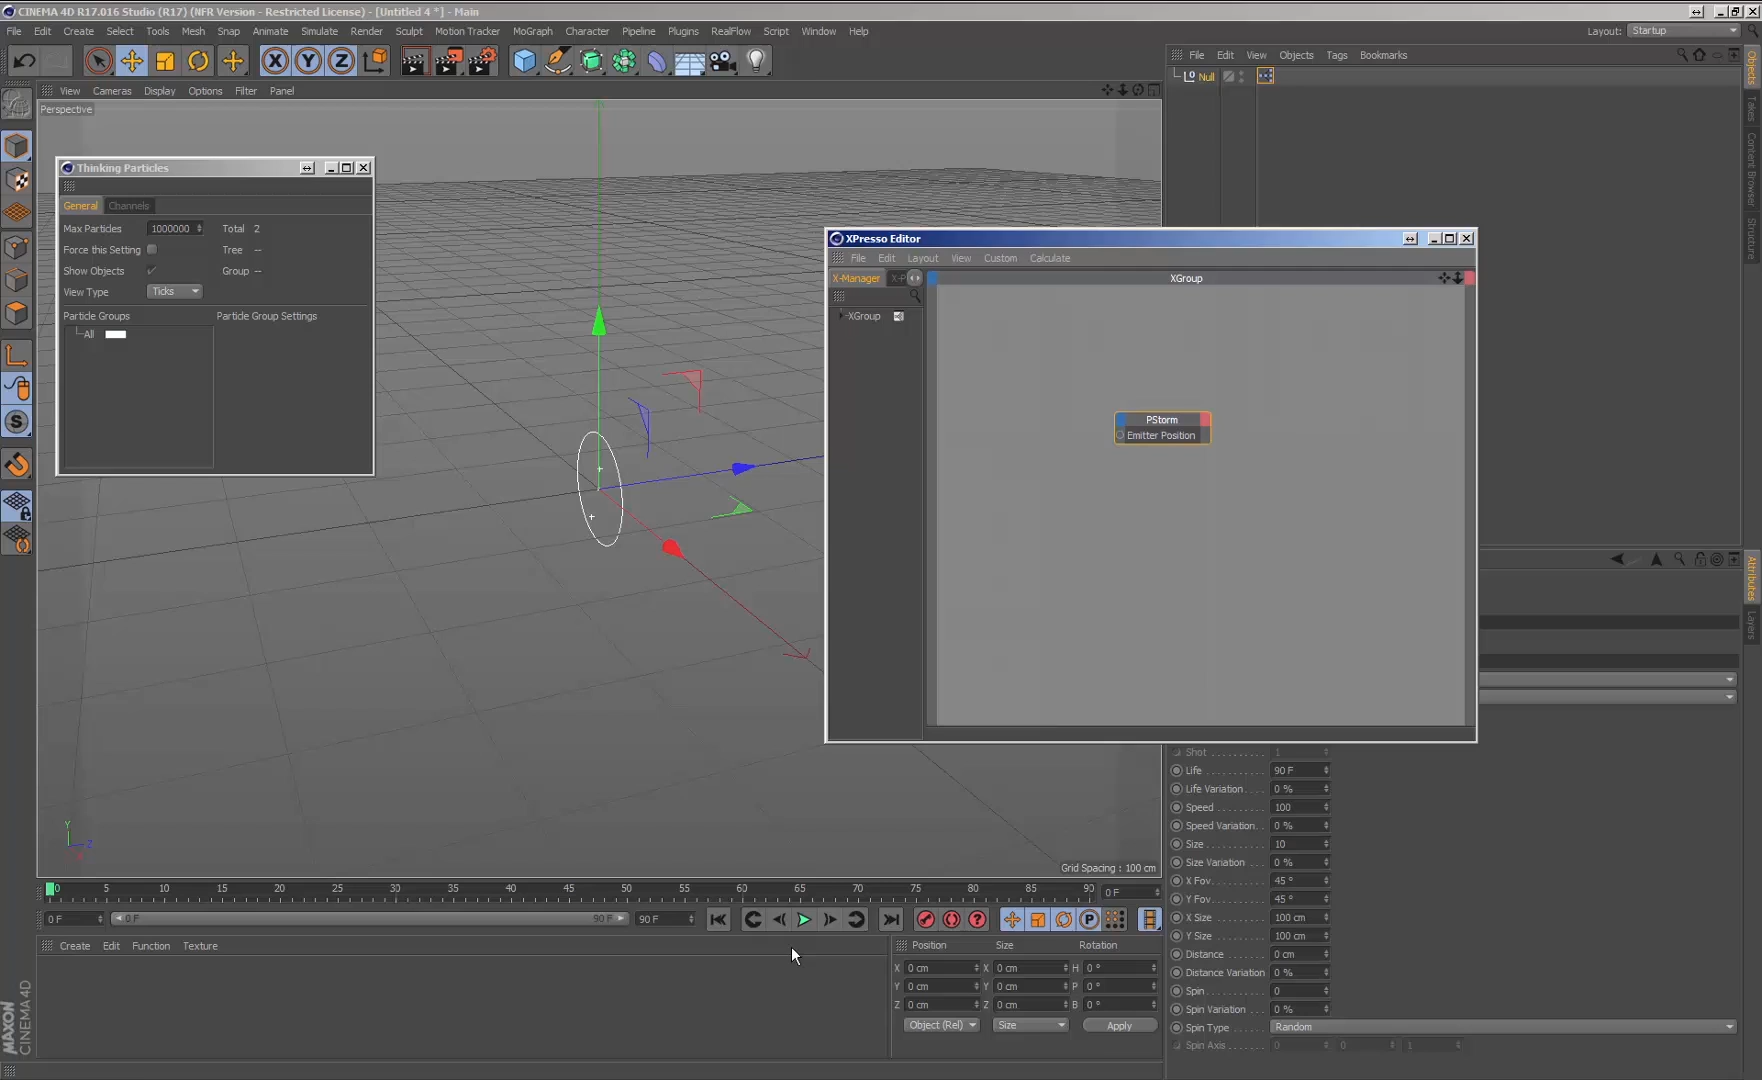 CINEMA 4D R17.016 Studio (R17) (NFR Version - Restricted License) - [Untitled 4 *] - Main
File Edit Create Select Tools Mesh Snap Animate Simulate Render Sculpt Motion Tracker MoGraph Character Pipeline Plugins RealFlow Script Window Help
Layout: Startup
File Edit View Objects Tags Bookmarks
Null
Objects
Takes
Content Browser
Structure
View Cameras Display Options Filter Panel
Perspective
Thinking Particles
General Channels
Max Particles 1000000 Total 2
Force this Setting Tree --
Show Objects Group --
View Type Ticks
Particle Groups Particle Group Settings
All
XPresso Editor
File Edit Layout View Custom Calculate
X-Manager X-P
XGroup
XGroup
PStorm
Emitter Position
Attributes
Layers
Y
Z
Grid Spacing : 100 cm
0 5 10 15 20 25 30 35 40 45 50 55 60 65 70 75 80 85 90 0 F
0 F 0 F 90 F 90 F
Create Edit Function Texture
Position Size Rotation
X 0 cm X 0 cm H 0 °
Y 0 cm Y 0 cm P 0 °
Z 0 cm Z 0 cm B 0 °
Object (Rel) Size Apply
Shot 1
Life 90 F
Life Variation 0 %
Speed 100
Speed Variation 0 %
Size 10
Size Variation 0 %
X Fov 45 °
Y Fov 45 °
X Size 100 cm
Y Size 100 cm
Distance 0 cm
Distance Variation 0 %
Spin 0
Spin Variation 0 %
Spin Type Random
Spin Axis 0 0 1
MAXON
CINEMA 4D